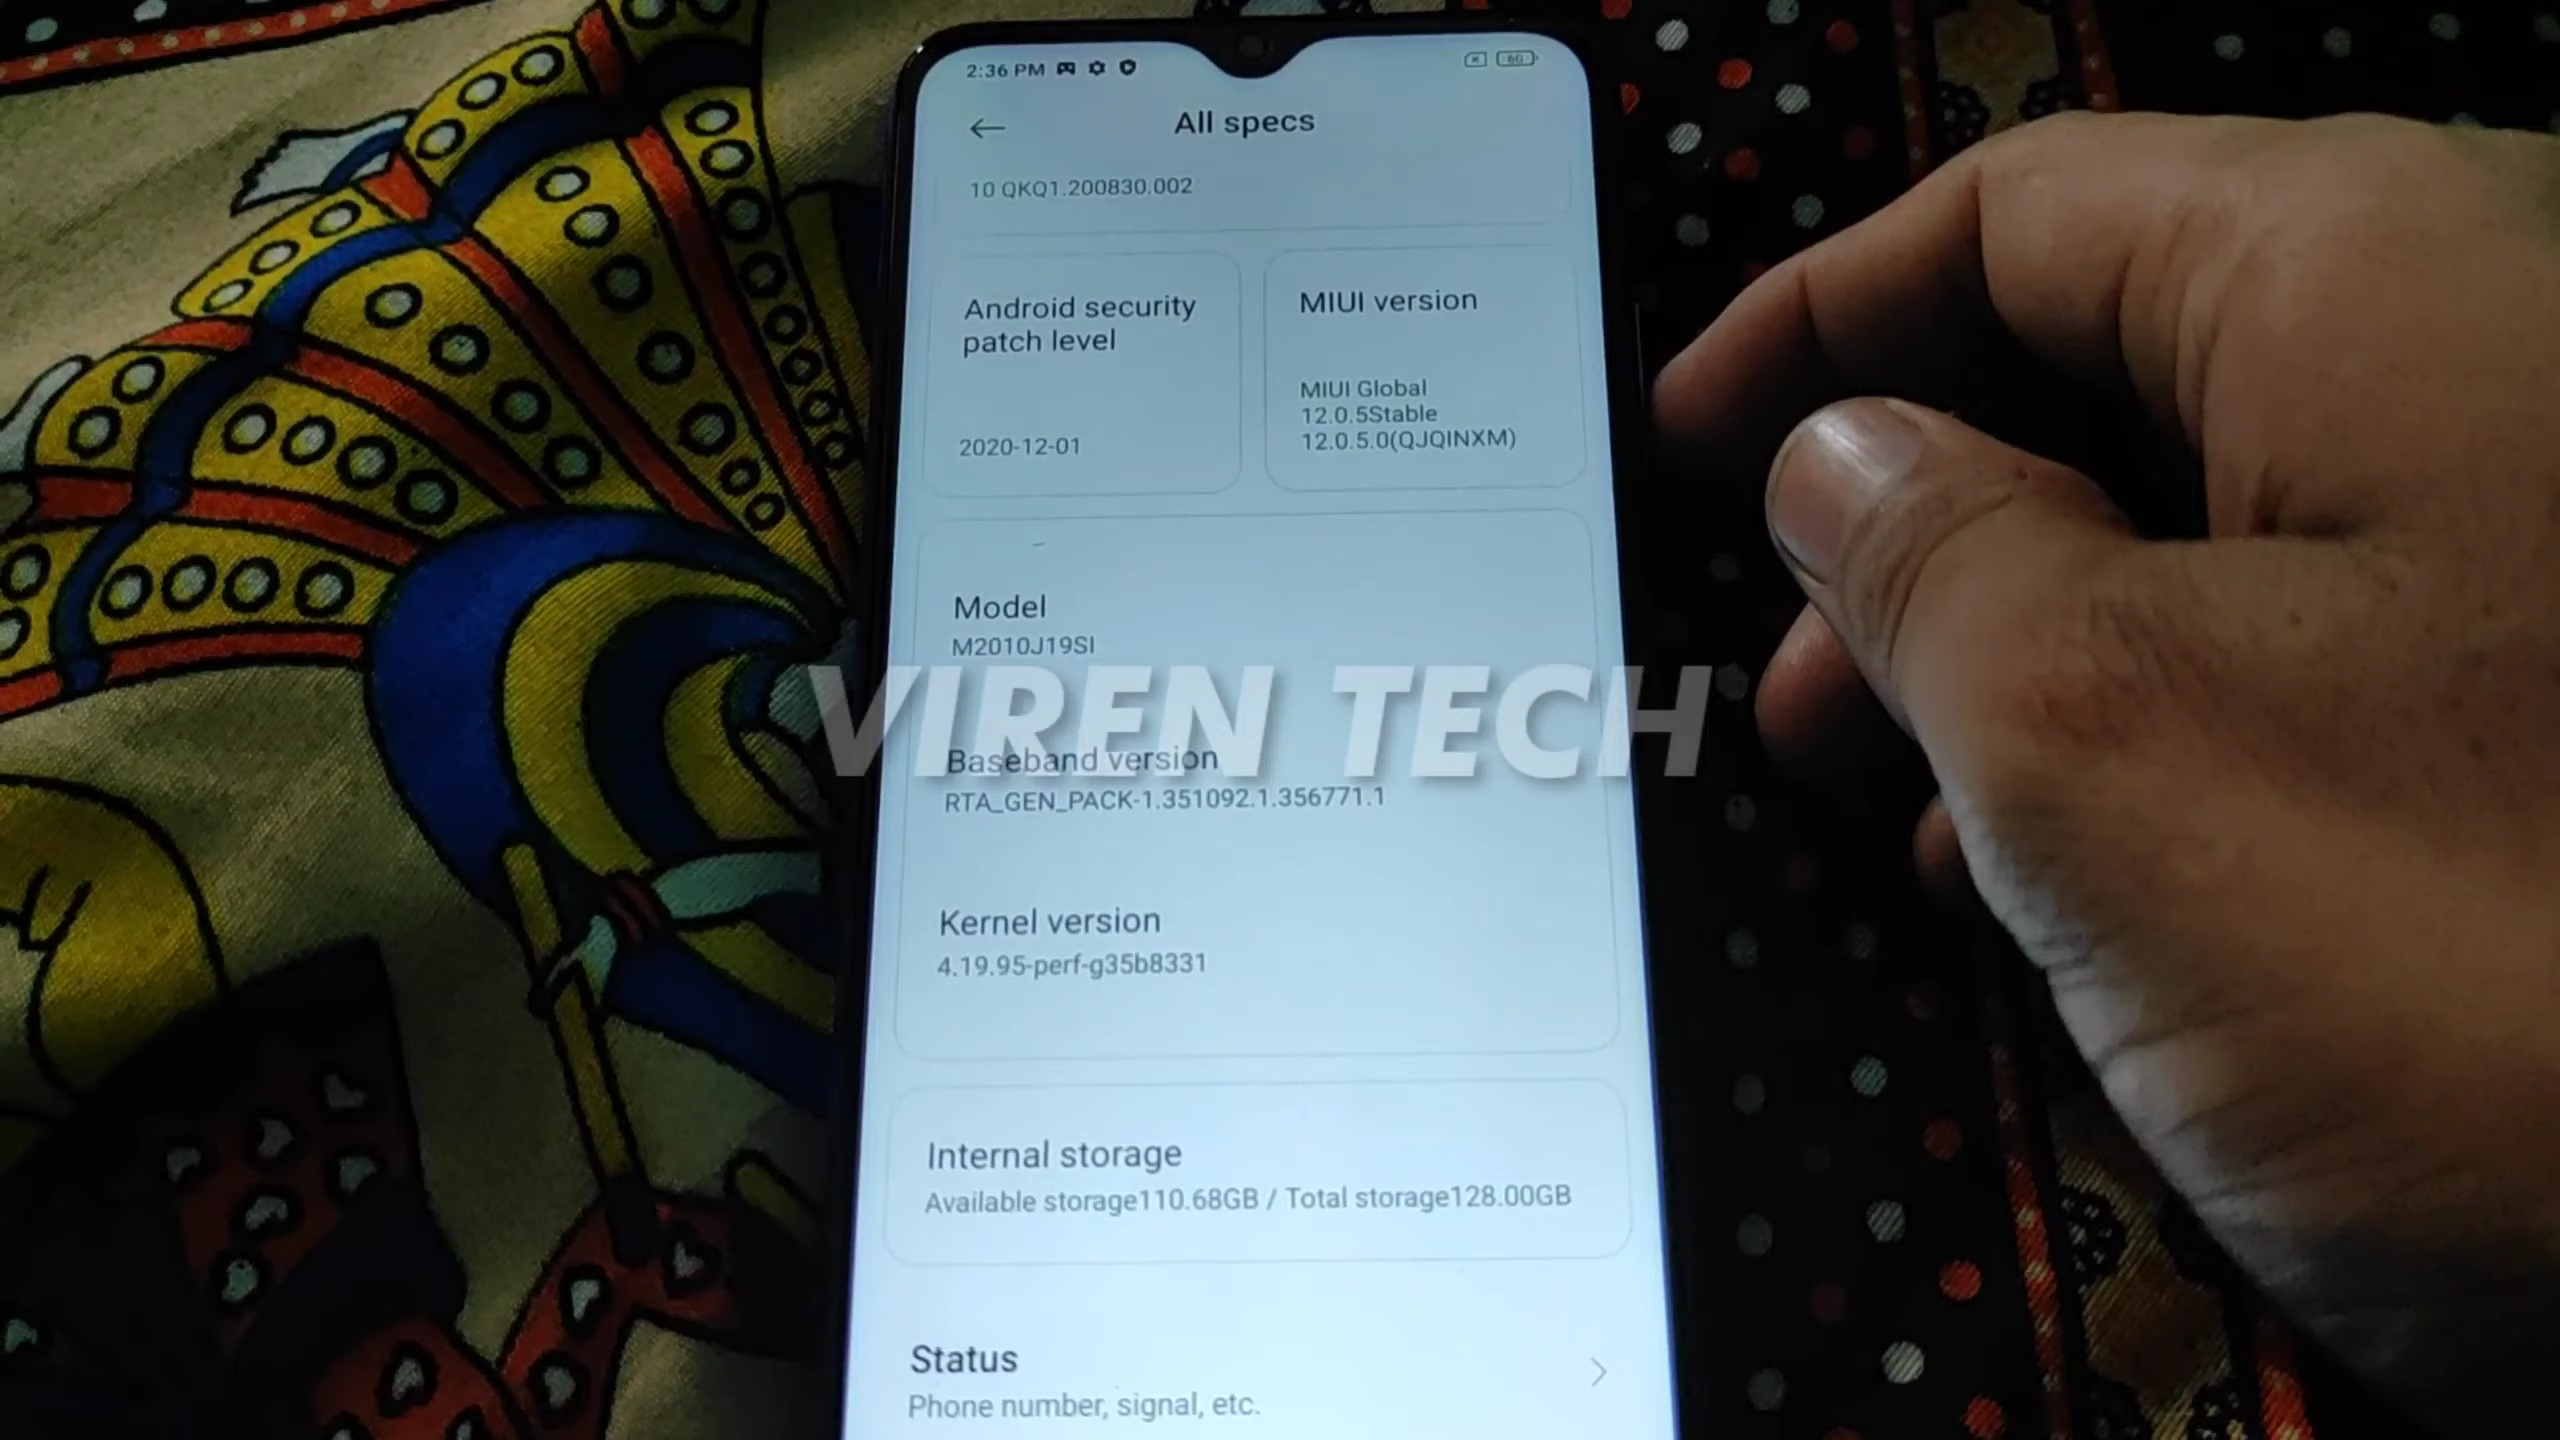 2:36 PM
60
All specs
10 QKQ1.200830.002
Android security
patch level
2020-12-01
MIUI version
MIUI Global
12.0.5Stable
12.0.5.0(QJQINXM)
Model
M2010J19SI
VIREN TECH
Baseband version
RTA_GEN_PACK-1.351092.1.356771.1
Kernel version
4.19.95-perf-g35b8331
Internal storage
Available storage110.68GB / Total storage128.00GB
Status
Phone number, signal, etc.